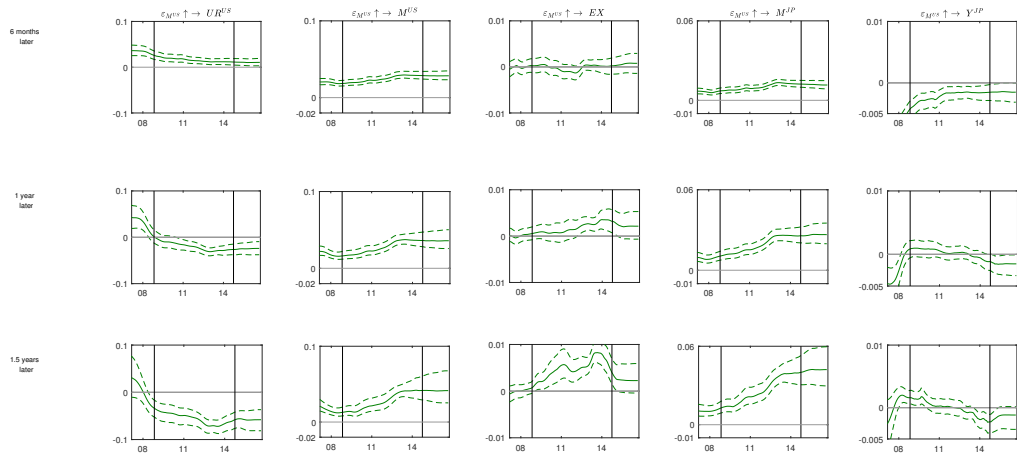 ε_{M^{US}} ↑ → UR^{US}
ε_{M^{US}} ↑ → M^{US}
ε_{M^{US}} ↑ → EX
ε_{M^{US}} ↑ → M^{JP}
ε_{M^{US}} ↑ → Y^{JP}
6 months
later
0.1
0
-0.1
08 11 14
0.1
0
-0.02
08 11 14
0.01
0
-0.01
08 11 14
0.06
0
-0.01
08 11 14
0.01
0
-0.005
08 11 14
1 year
later
0.1
0
-0.1
08 11 14
0.1
0
-0.02
08 11 14
0.01
0
-0.01
08 11 14
0.06
0
-0.01
08 11 14
0.01
0
-0.005
08 11 14
1.5 years
later
0.1
0
-0.1
08 11 14
0.1
0
-0.02
08 11 14
0.01
0
-0.01
08 11 14
0.06
0
-0.01
08 11 14
0.01
0
-0.005
08 11 14